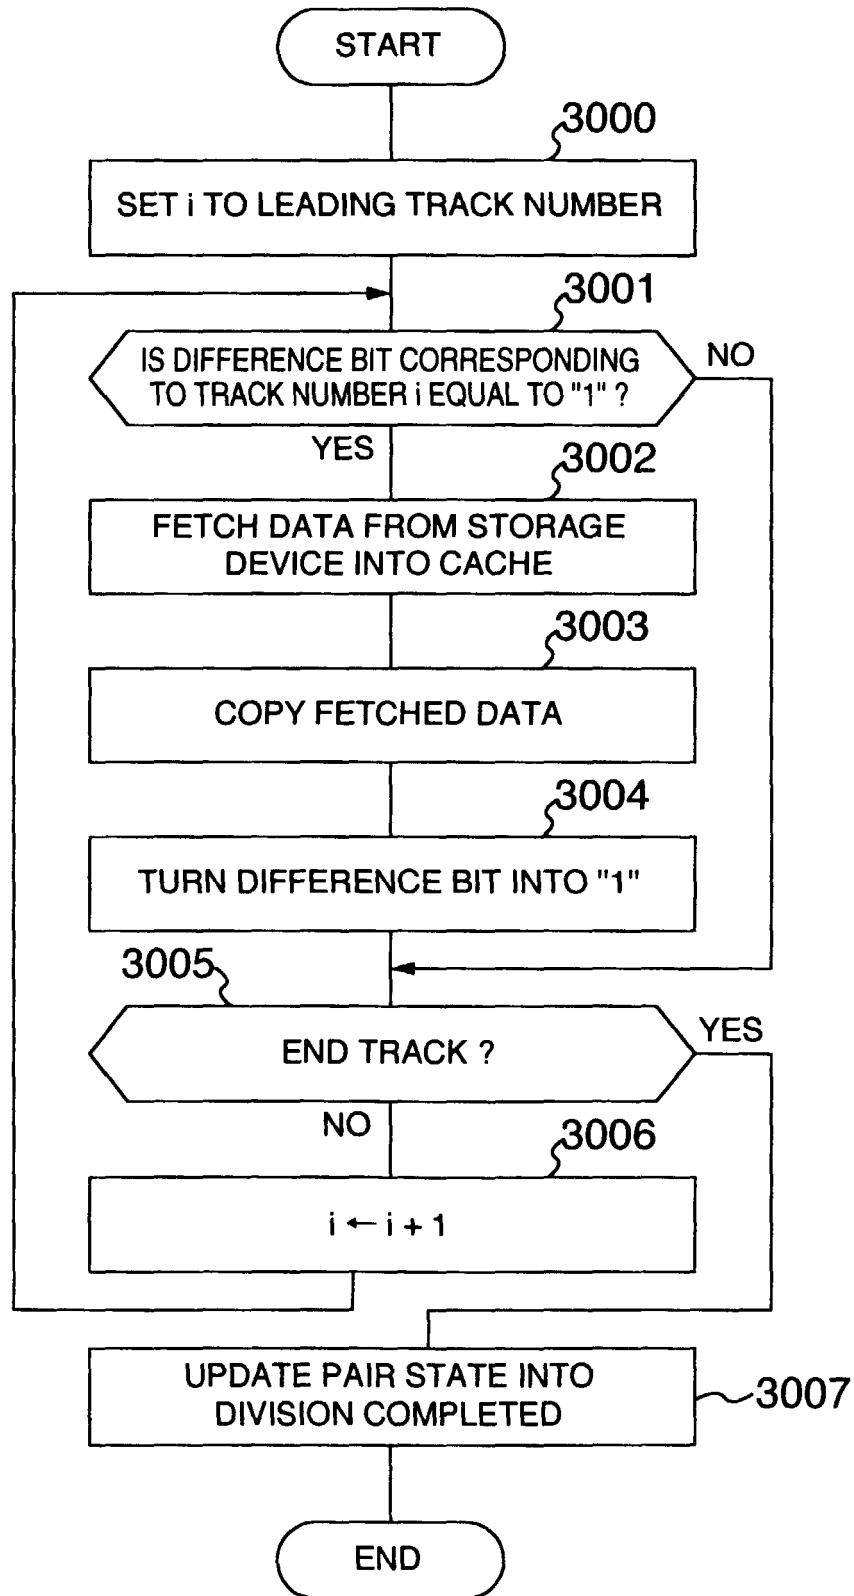 START
3000
SET i TO LEADING TRACK NUMBER
3001
IS DIFFERENCE BIT CORRESPONDING
TO TRACK NUMBER i EQUAL TO "1" ?
NO
YES
3002
FETCH DATA FROM STORAGE
DEVICE INTO CACHE
3003
COPY FETCHED DATA
3004
TURN DIFFERENCE BIT INTO "1"
3005
END TRACK ?
YES
NO
3006
i ← i + 1
UPDATE PAIR STATE INTO
DIVISION COMPLETED
3007
END